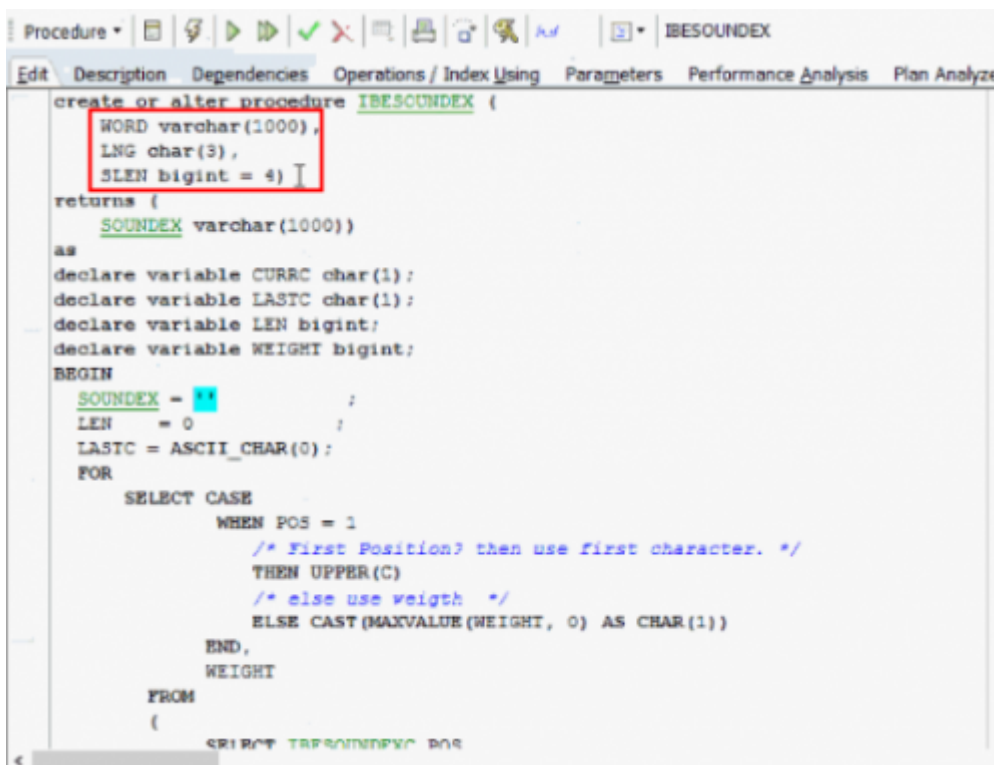 Procedure IBESOUNDEX
Edit Description Dependencies Operations / Index Using Parameters Performance Analysis Plan Analyze
create or alter procedure IBESOUNDEX (
WORD varchar(1000),
LNG char(3),
SLEN bigint = 4)
returns (
SOUNDEX varchar(1000))
as
declare variable CURRC char(1);
declare variable LASTC char(1);
declare variable LEN bigint;
declare variable WEIGHT bigint;
BEGIN
SOUNDEX = '' ;
LEN = 0 ;
LASTC = ASCII_CHAR(0);
FOR
SELECT CASE
WHEN POS = 1
/* First Position? then use first character. */
THEN UPPER(C)
/* else use weigth */
ELSE CAST(MAXVALUE(WEIGHT, 0) AS CHAR(1))
END,
WEIGHT
FROM
(
SELECT IBESOUNDEXC POS